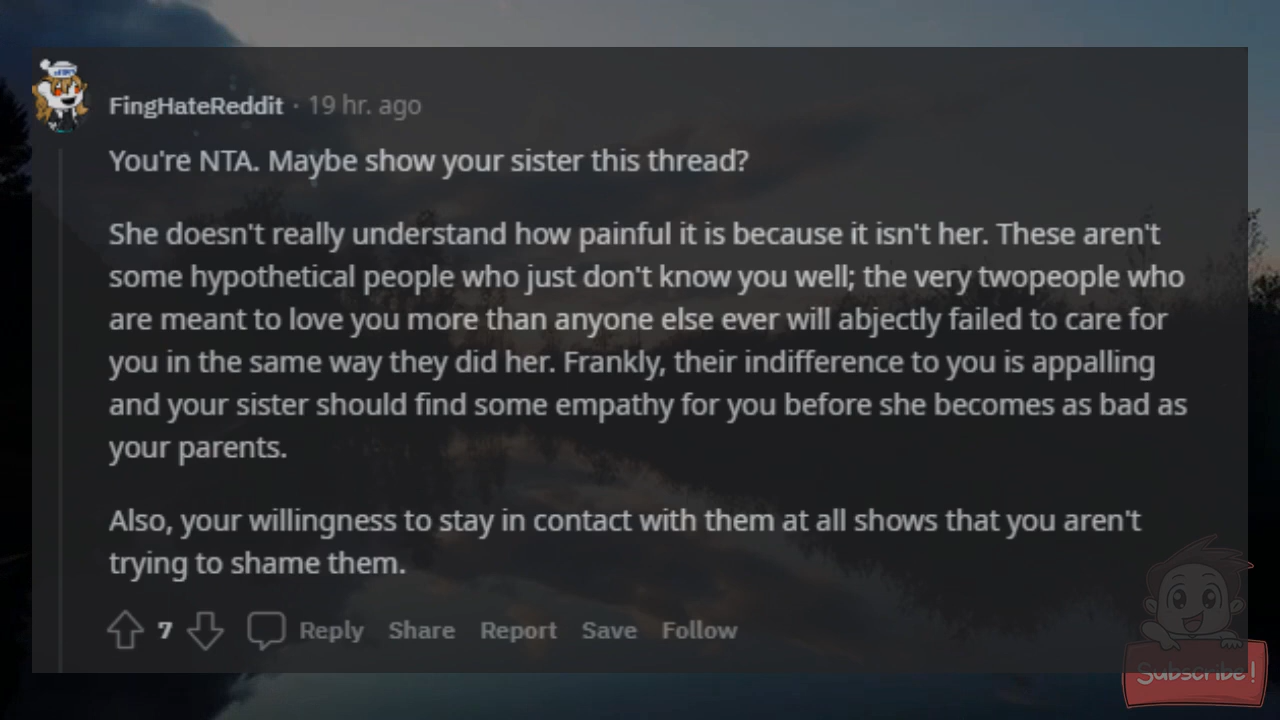 FingHateReddit · 19 hr. ago
You're NTA. Maybe show your sister this thread?
She doesn't really understand how painful it is because it isn't her. These aren't
some hypothetical people who just don't know you well; the very twopeople who
are meant to love you more than anyone else ever will abjectly failed to care for
you in the same way they did her. Frankly, their indifference to you is appalling
and your sister should find some empathy for you before she becomes as bad as
your parents.
Also, your willingness to stay in contact with them at all shows that you aren't
trying to shame them.
7 Reply Share Report Save Follow
Subscribe!